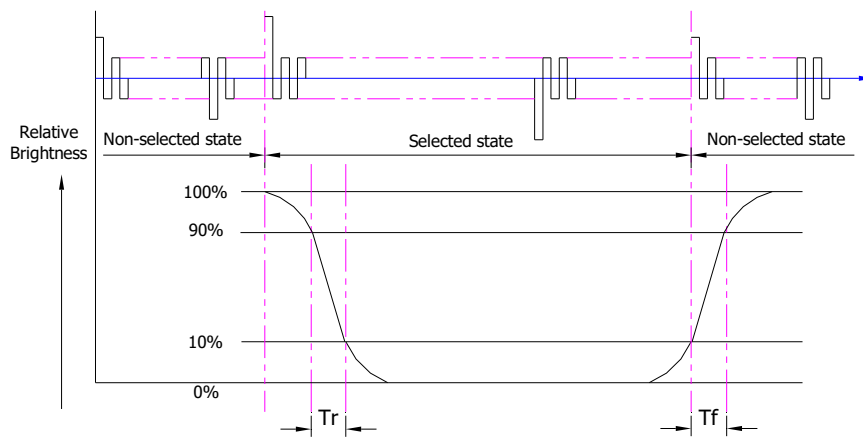 Relative
Brightness
Non-selected state
Selected state
Non-selected state
100%
90%
10%
0%
Tr
Tf